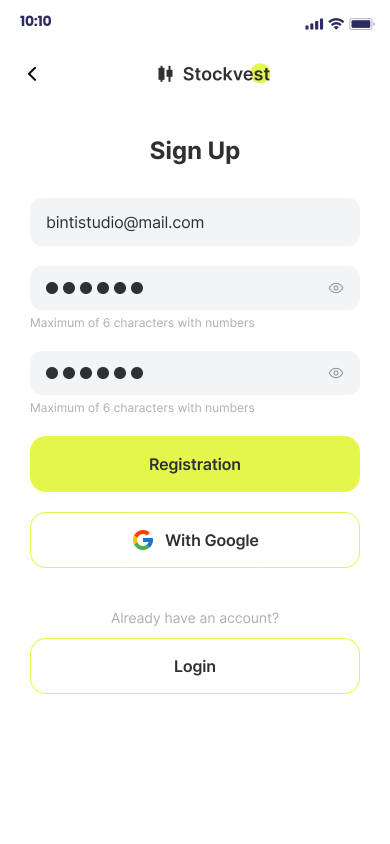 10:10
Stockvest
Sign Up
bintistudio@mail.com
Maximum of 6 characters with numbers
Maximum of 6 characters with numbers
Registration
With Google
Already have an account?
Login